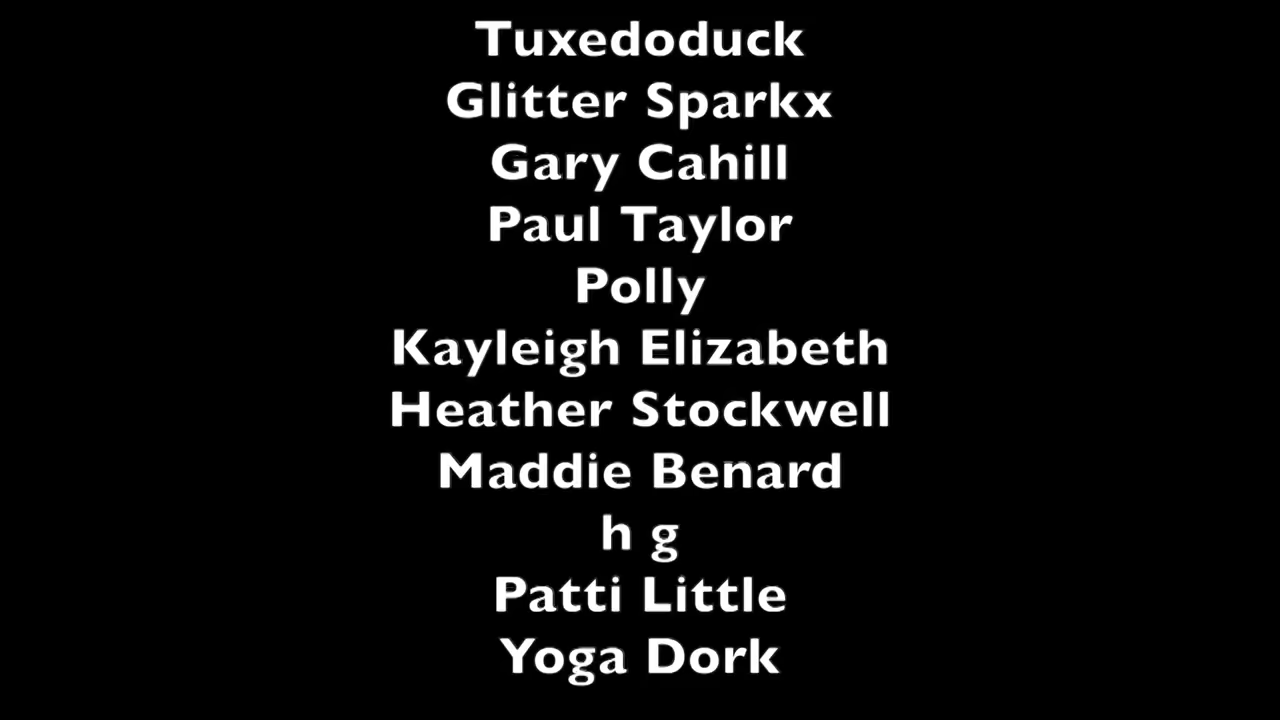 Tuxedoduck
Glitter Sparkx
Gary Cahill
Paul Taylor
Polly
Kayleigh Elizabeth
Heather Stockwell
Maddie Benard
h g
Patti Little
Yoga Dork